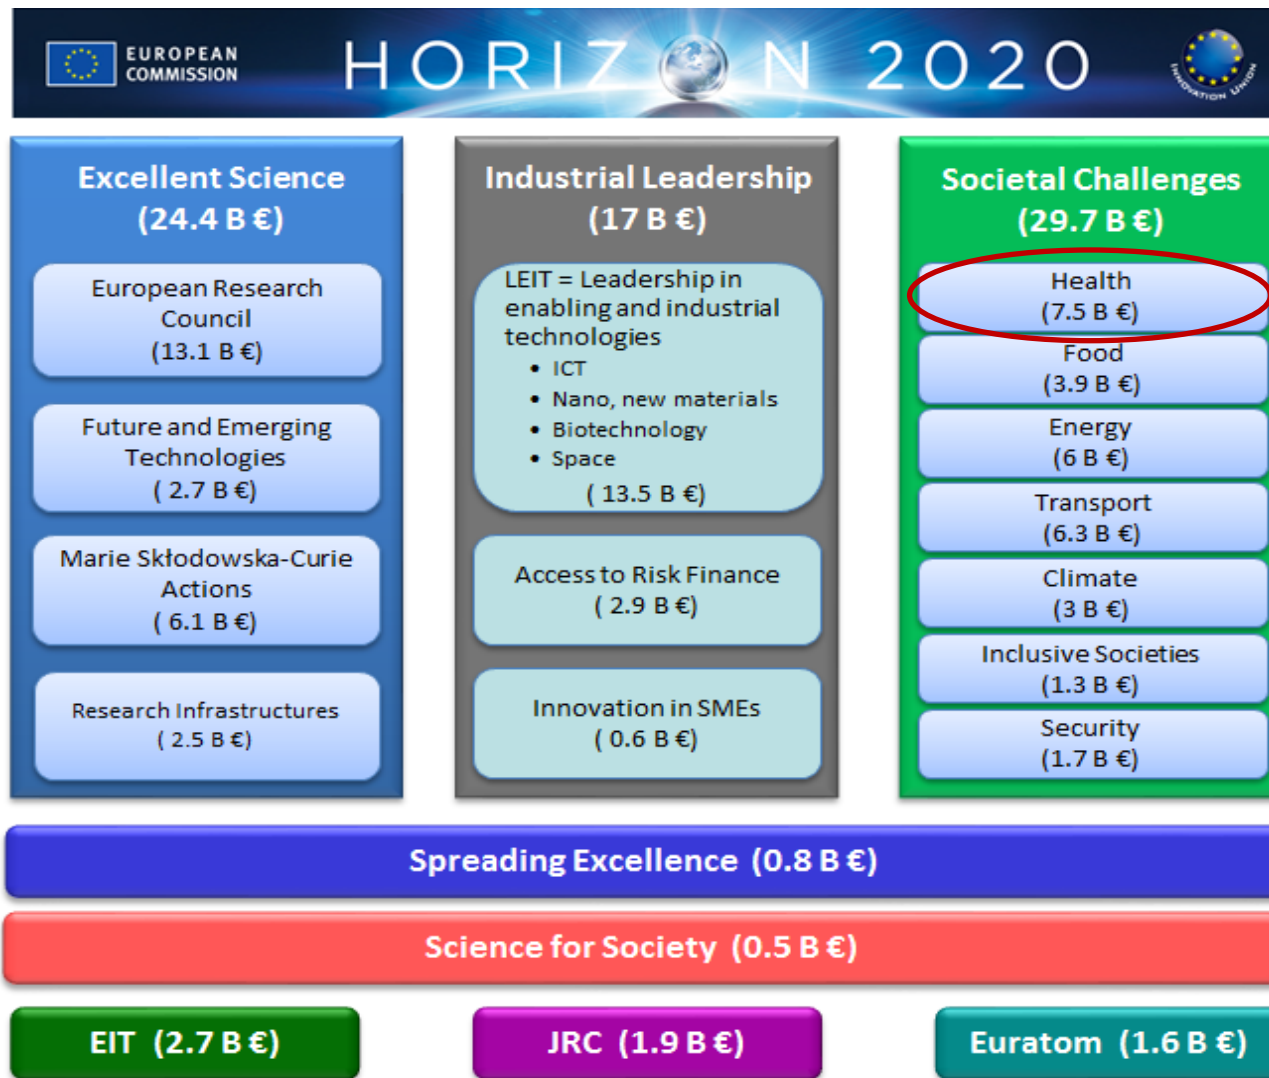 EUROPEAN
COMMISSION
HORIZON 2020
INNOVATION UNION
Excellent Science
(24.4 B €)
European Research
Council
(13.1 B €)
Future and Emerging
Technologies
( 2.7 B €)
Marie Skłodowska-Curie
Actions
( 6.1 B €)
Research Infrastructures
( 2.5 B €)
Industrial Leadership
(17 B €)
LEIT = Leadership in
enabling and industrial
technologies
• ICT
• Nano, new materials
• Biotechnology
• Space
( 13.5 B €)
Access to Risk Finance
( 2.9 B €)
Innovation in SMEs
( 0.6 B €)
Societal Challenges
(29.7 B €)
Health
(7.5 B €)
Food
(3.9 B €)
Energy
(6 B €)
Transport
(6.3 B €)
Climate
(3 B €)
Inclusive Societies
(1.3 B €)
Security
(1.7 B €)
Spreading Excellence (0.8 B €)
Science for Society (0.5 B €)
EIT (2.7 B €)
JRC (1.9 B €)
Euratom (1.6 B €)